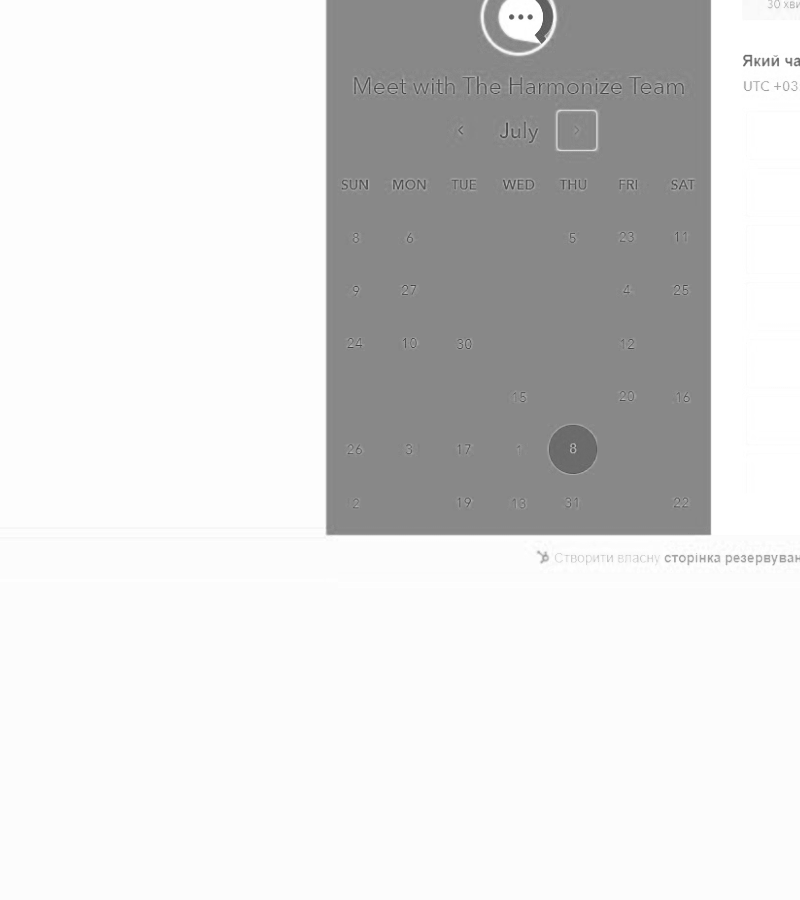 30 хви
Який ча
UTC +03
Meet with The Harmonize Team
July
SUN MON TUE WED THU FRI SAT
8 6 5 23 11
9 27 4 25
24 10 30 12
15 20 16
26 3 17 1 8
2 19 13 31 22
Створити власну сторінка резервуван